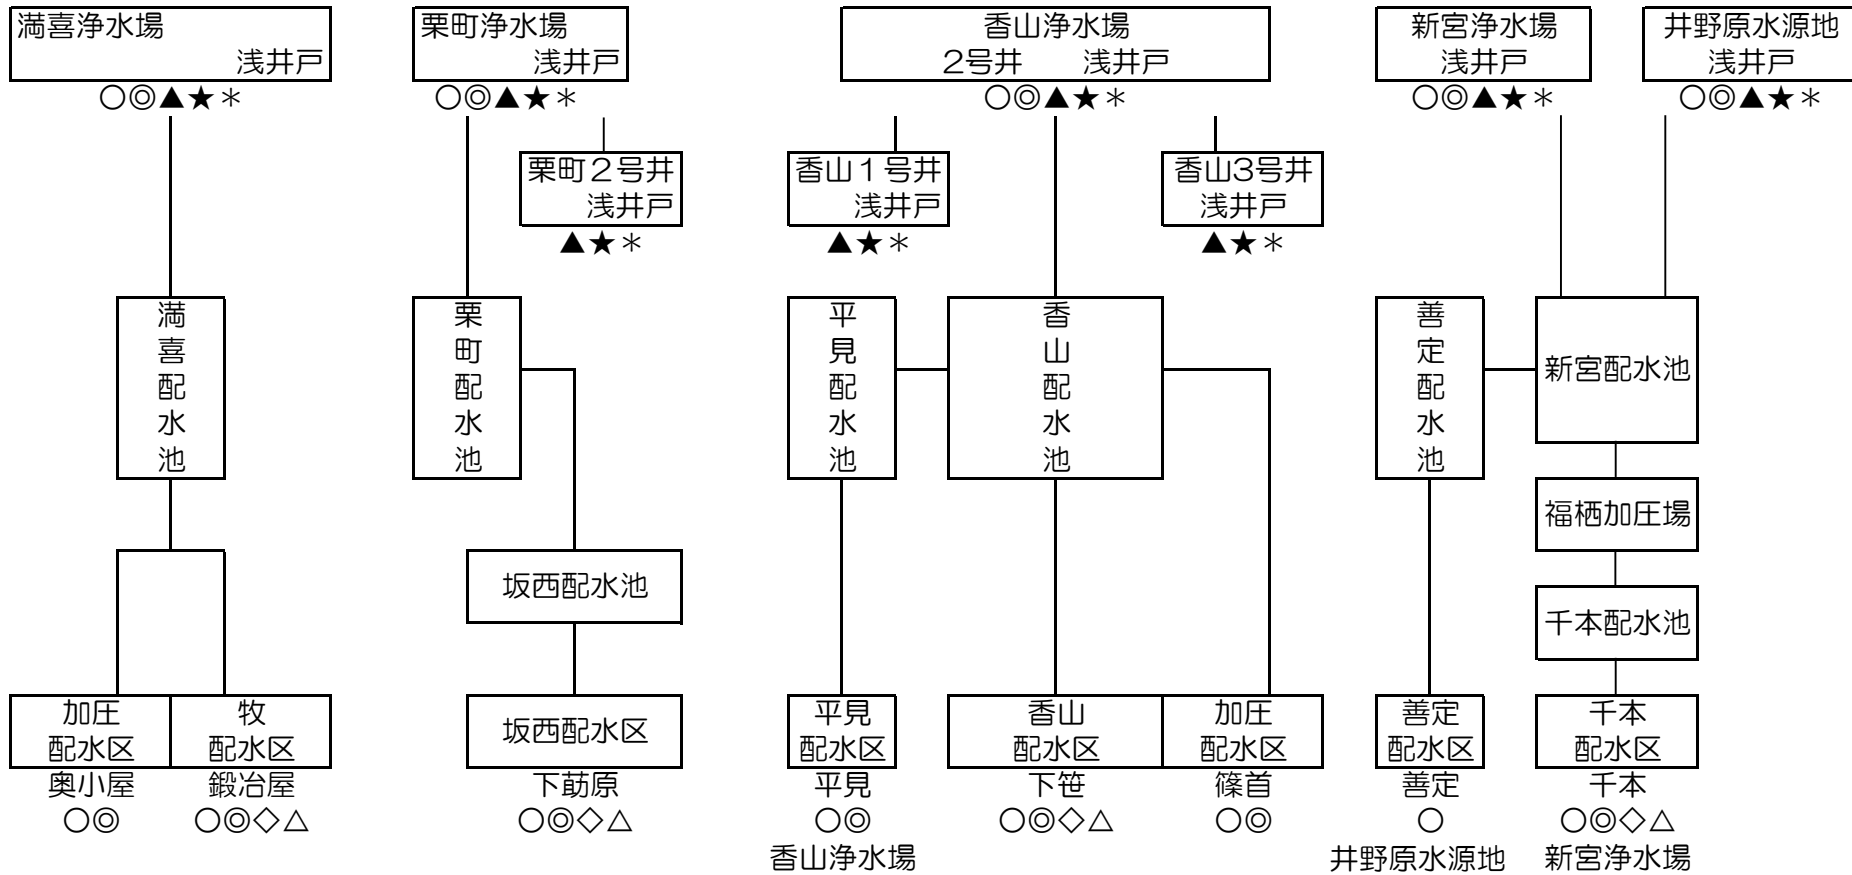 満喜浄水場
浅井戸
○◎▲★＊
栗町浄水場
浅井戸
○◎▲★＊
香山浄水場
2号井　　浅井戸
○◎▲★＊
新宮浄水場
浅井戸
○◎▲★＊
井野原水源地
浅井戸
○◎▲★＊
栗町２号井
浅井戸
▲★＊
香山１号井
浅井戸
▲★＊
香山3号井
浅井戸
▲★＊
満喜配水池
栗町配水池
平見配水池
香山配水池
善定配水池
新宮配水池
福栖加圧場
坂西配水池
千本配水池
加圧
配水区
奥小屋
○◎
牧
配水区
鍛冶屋
○◎◇△
坂西配水区
下莇原
○◎◇△
平見
配水区
平見
○◎
香山浄水場
香山
配水区
下笹
○◎◇△
加圧
配水区
篠首
○◎
善定
配水区
善定
○
井野原水源地
千本
配水区
千本
○◎◇△
新宮浄水場